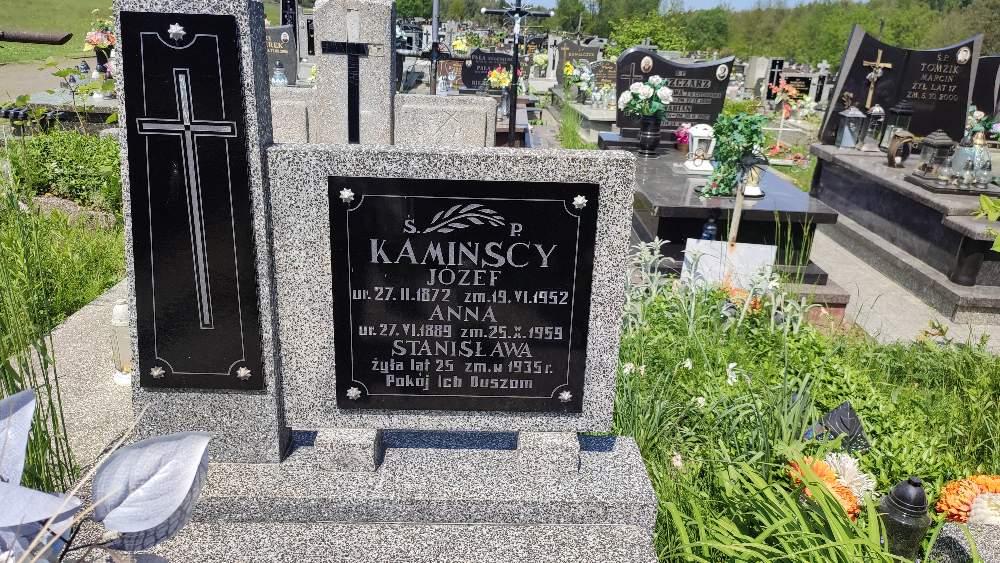 Ś. P.
KAMIŃSCY
JÓZEF
ur. 27.II.1872 zm. 19.VI.1952
ANNA
ur. 27.VI.1889 zm. 25.X.1959
STANISŁAWA
żyła lat 25 zm. w 1935 r.
Pokój Ich Duszom
Ś.P.
TOMZIK
MARCIN
ŻYŁ LAT 17